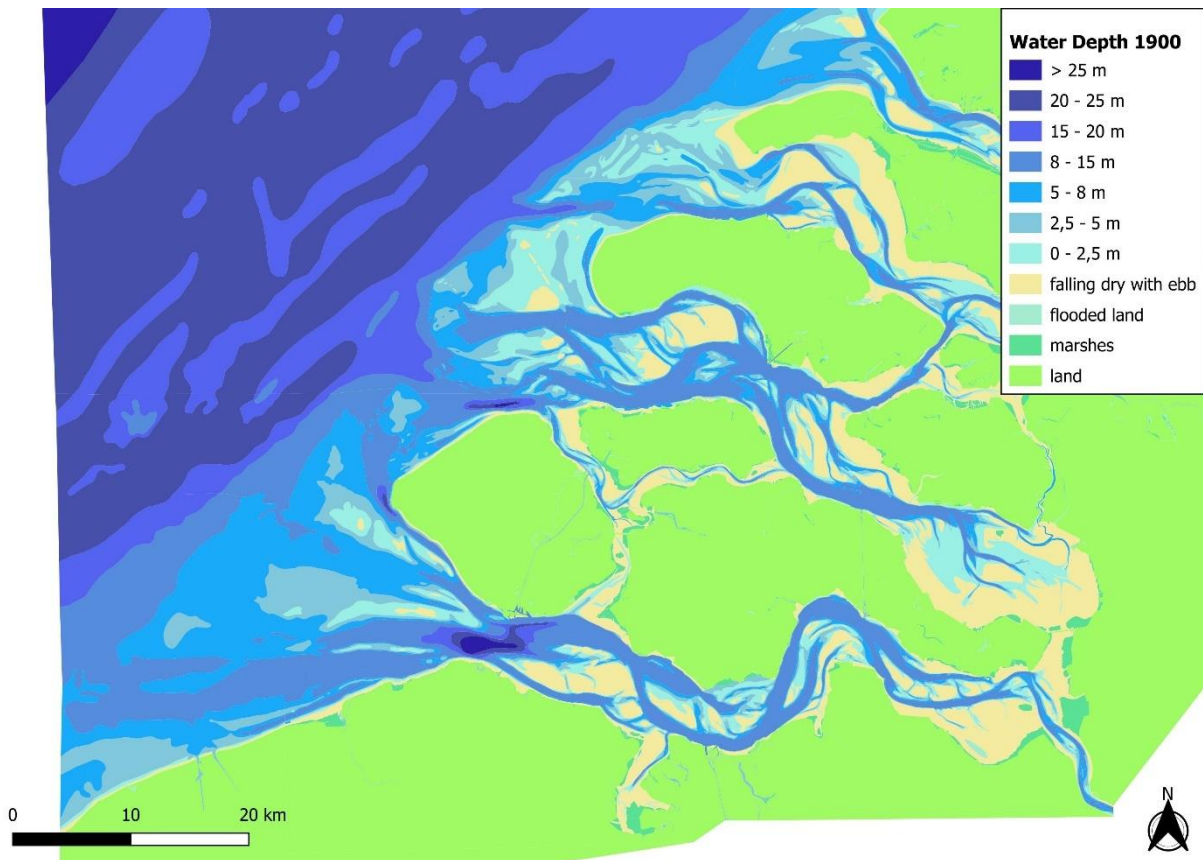 Water Depth 1900
> 25 m
20 - 25 m
15 - 20 m
8 - 15 m
5 - 8 m
2,5 - 5 m
0 - 2,5 m
falling dry with ebb
flooded land
marshes
land
0 10 20 km
N